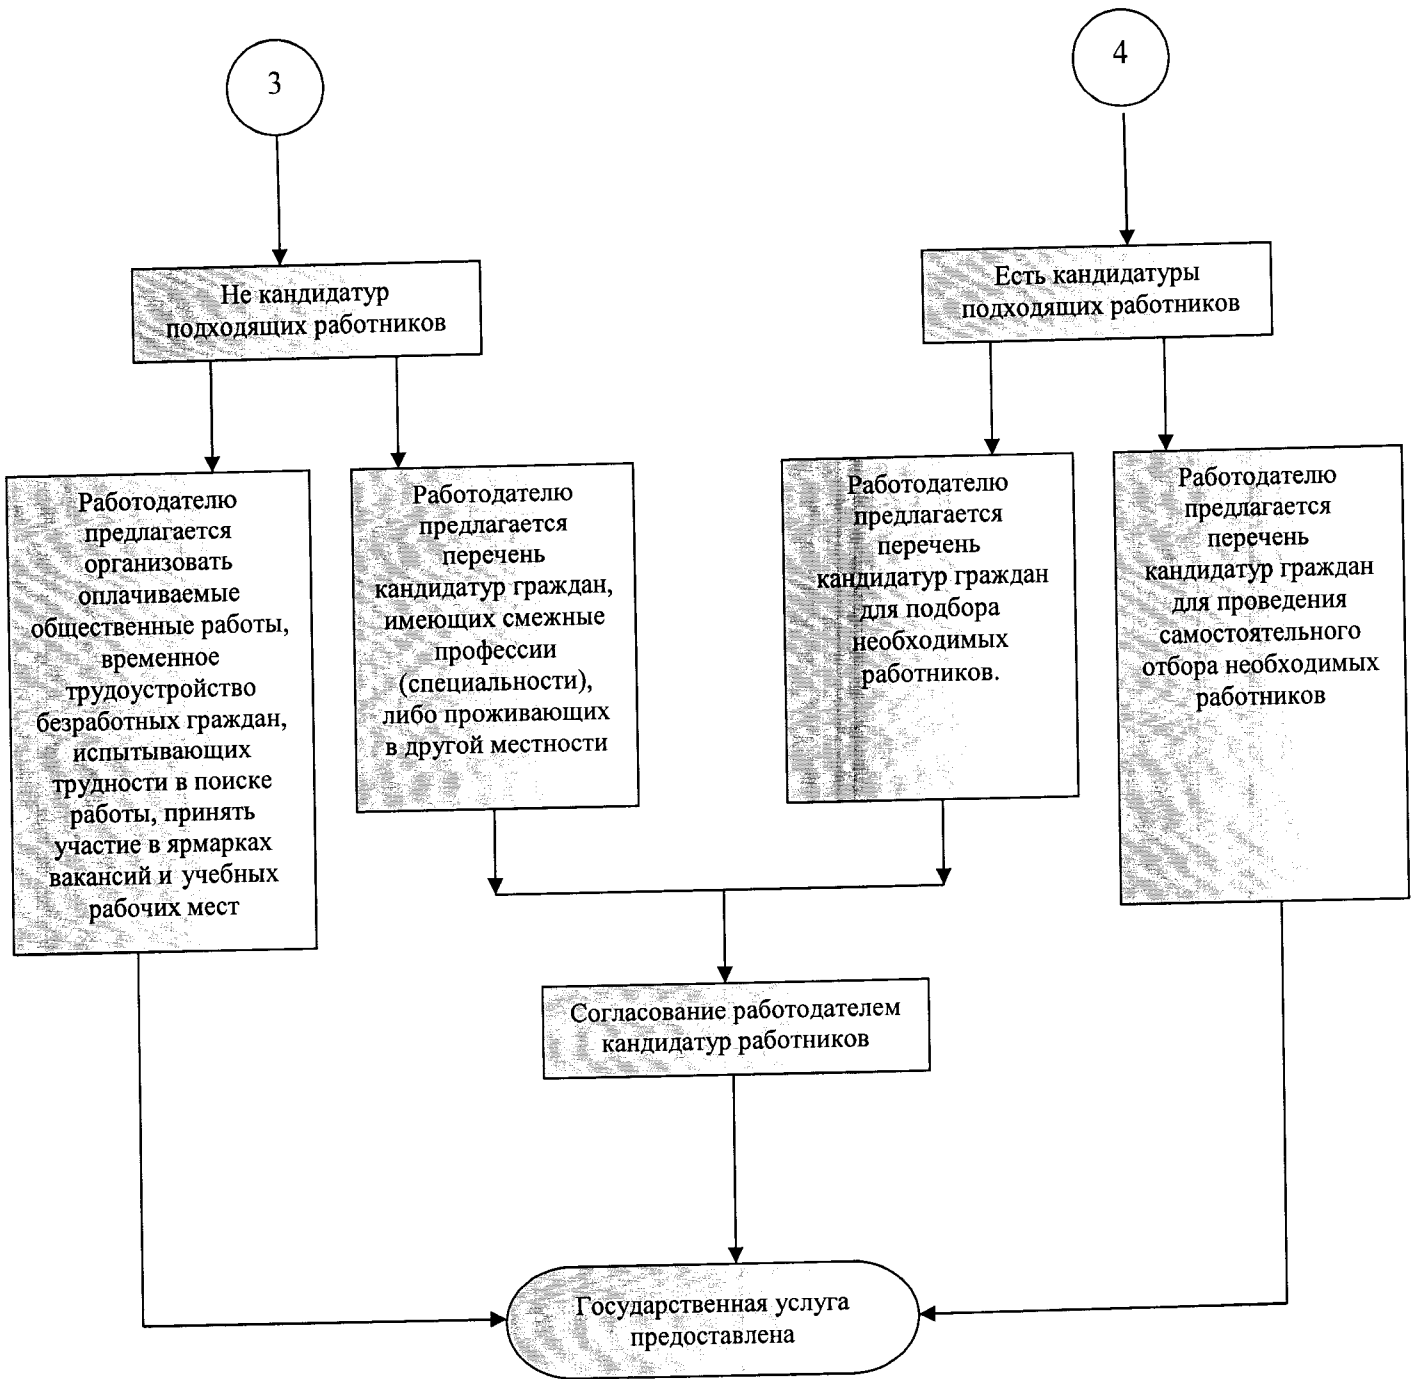 3
4
Не кандидатур
подходящих работников
Есть кандидатуры
подходящих работников
Работодателю
предлагается
организовать
оплачиваемые
общественные работы,
временное
трудоустройство
безработных граждан,
испытывающих
трудности в поиске
работы, принять
участие в ярмарках
вакансий и учебных
рабочих мест
Работодателю
предлагается
перечень
кандидатур граждан,
имеющих смежные
профессии
(специальности),
либо проживающих
в другой местности
Работодателю
предлагается
перечень
кандидатур граждан
для подбора
необходимых
работников.
Работодателю
предлагается
перечень
кандидатур граждан
для проведения
самостоятельного
отбора необходимых
работников
Согласование работодателем
кандидатур работников
Государственная услуга
предоставлена